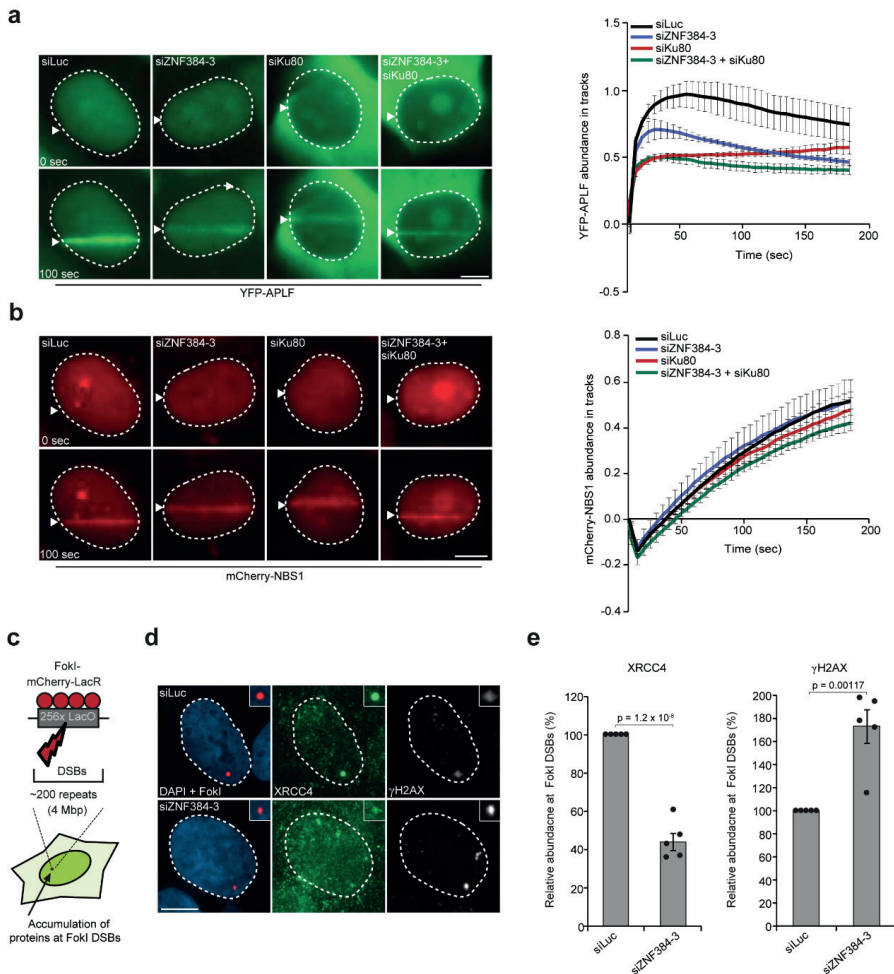 a
siLuc
siZNF384-3
siKu80
siZNF384-3+
siKu80
0 sec
100 sec
YFP-APLF
siLuc
siZNF384-3
siKu80
siZNF384-3 + siKu80
YFP-APLF abundance in tracks
1.5
1.0
0.5
0.0
-0.5
50
100
150
200
Time (sec)
b
siLuc
siZNF384-3
siKu80
siZNF384-3+
siKu80
0 sec
100 sec
mCherry-NBS1
siLuc
siZNF384-3
siKu80
siZNF384-3 + siKu80
mCherry-NBS1 abundance in tracks
0.8
0.6
0.4
0.2
0.0
-0.2
-0.4
50
100
150
200
Time (sec)
c
FokI-
mCherry-LacR
256x LacO
DSBs
~200 repeats
(4 Mbp)
Accumulation of
proteins at FokI DSBs
d
siLuc
DAPI + FokI
XRCC4
γH2AX
siZNF384-3
e
XRCC4
Relative abundacne at FokI DSBs (%)
120
100
80
60
40
20
0
p = 1.2 x 10-8
siLuc
siZNF384-3
γH2AX
Relative abundacne at FokI DSBs (%)
200
180
160
140
120
100
80
60
40
20
0
p = 0.00117
siLuc
siZNF384-3